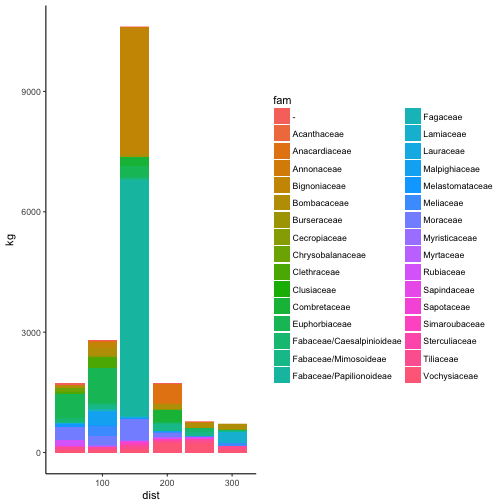 9000
6000
3000
0
kg
100
200
300
dist
fam
-
Acanthaceae
Anacardiaceae
Annonaceae
Bignoniaceae
Bombacaceae
Burseraceae
Cecropiaceae
Chrysobalanaceae
Clethraceae
Clusiaceae
Combretaceae
Euphorbiaceae
Fabaceae/Caesalpinioideae
Fabaceae/Mimosoideae
Fabaceae/Papilionoideae
Fagaceae
Lamiaceae
Lauraceae
Malpighiaceae
Melastomataceae
Meliaceae
Moraceae
Myristicaceae
Myrtaceae
Rubiaceae
Sapindaceae
Sapotaceae
Simaroubaceae
Sterculiaceae
Tiliaceae
Vochysiaceae